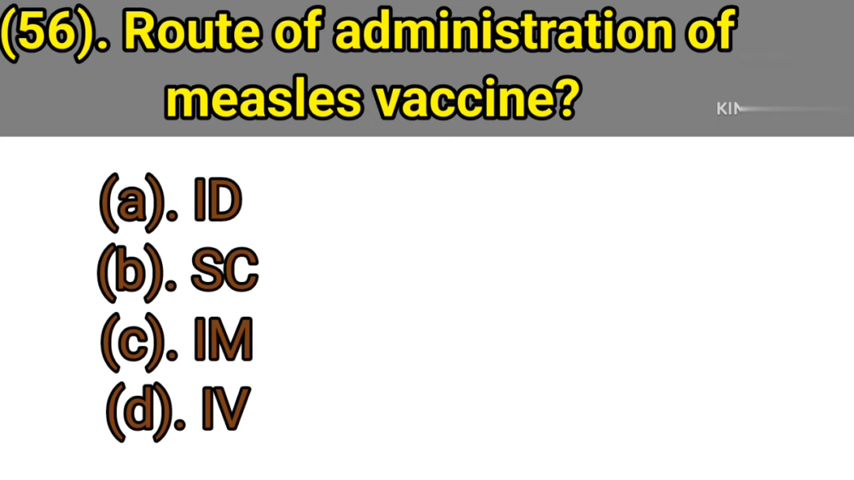 (56). Route of administration of
measles vaccine?
(a). ID
(b). SC
(c). IM
(d). IV